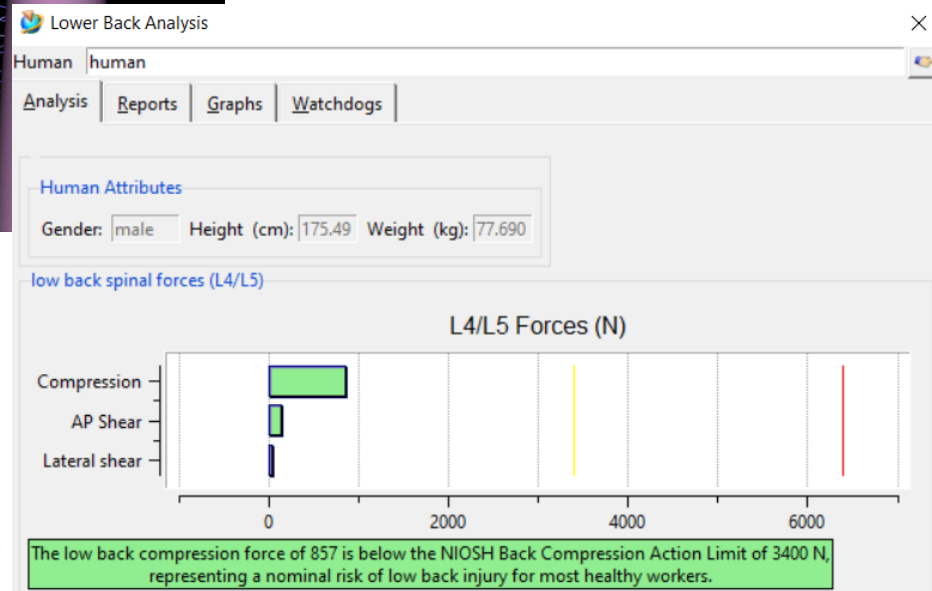 Lower Back Analysis
Human human
Analysis Reports Graphs Watchdogs
Human Attributes
Gender: male Height (cm): 175.49 Weight (kg): 77.690
low back spinal forces (L4/L5)
L4/L5 Forces (N)
Compression
AP Shear
Lateral shear
0 2000 4000 6000
The low back compression force of 857 is below the NIOSH Back Compression Action Limit of 3400 N,
representing a nominal risk of low back injury for most healthy workers.